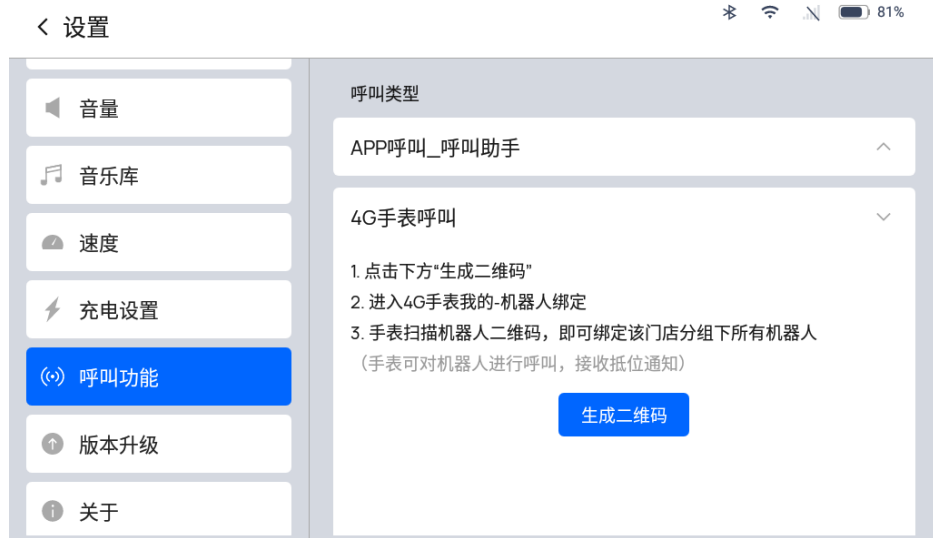 设置
81%
音量
音乐库
速度
充电设置
呼叫功能
版本升级
关于
呼叫类型
APP呼叫_呼叫助手
4G手表呼叫
1. 点击下方“生成二维码”
2. 进入4G手表我的-机器人绑定
3. 手表扫描机器人二维码，即可绑定该门店分组下所有机器人
（手表可对机器人进行呼叫，接收抵位通知）
生成二维码